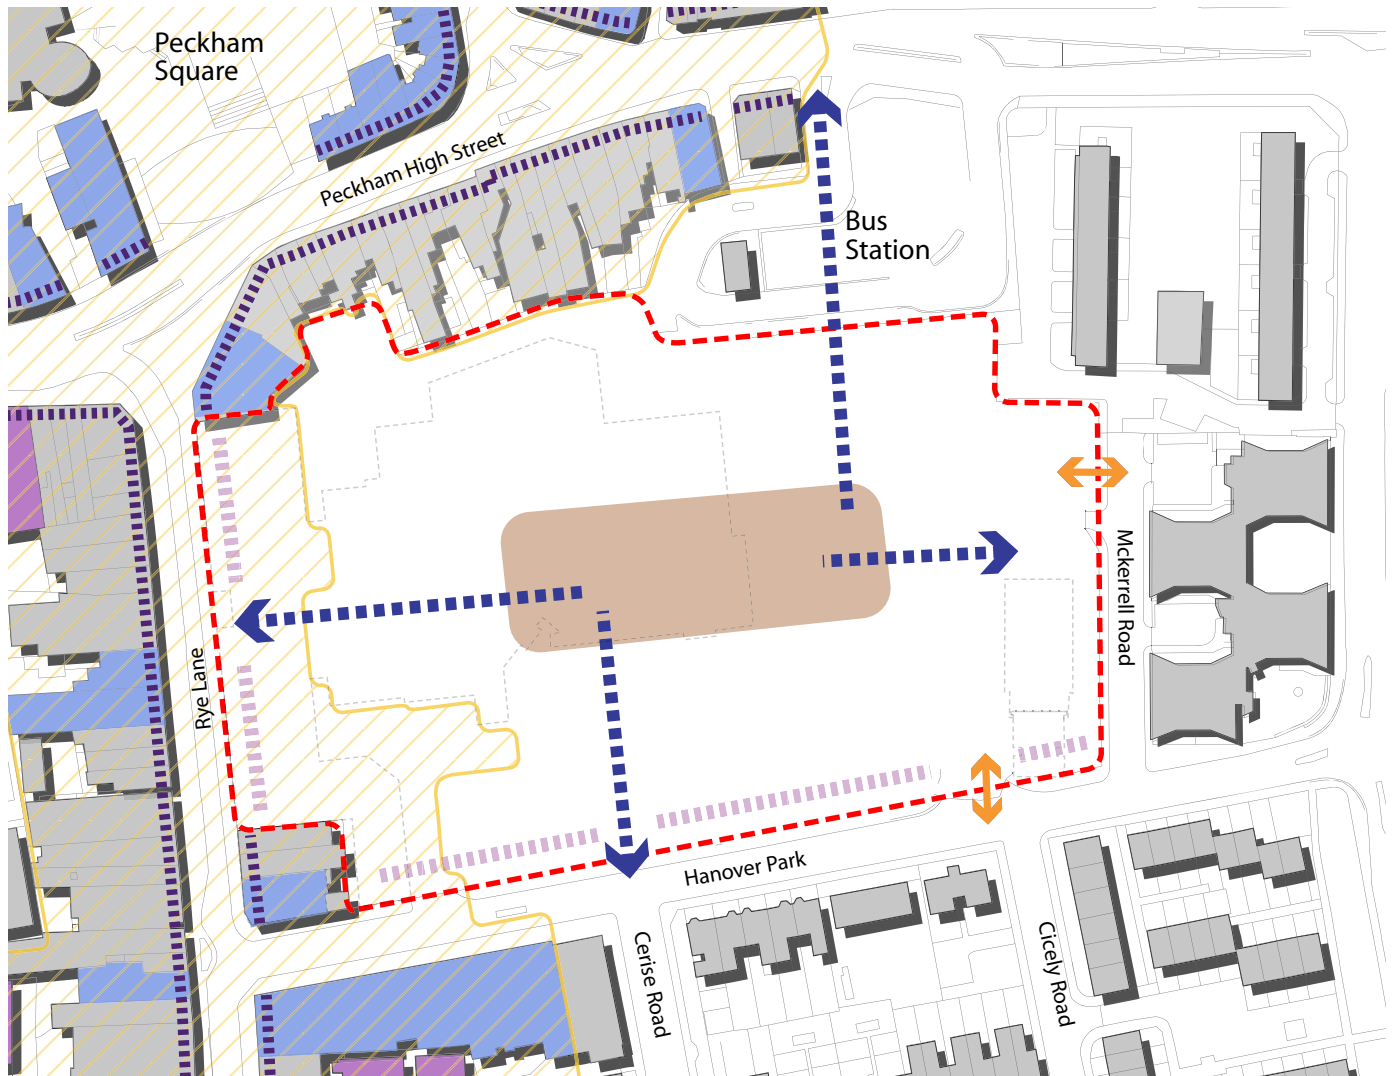 Peckham
Square
Peckham High Street
Bus
Station
Mckerrell Road
Rye Lane
Hanover Park
Cerise Road
Cicely Road